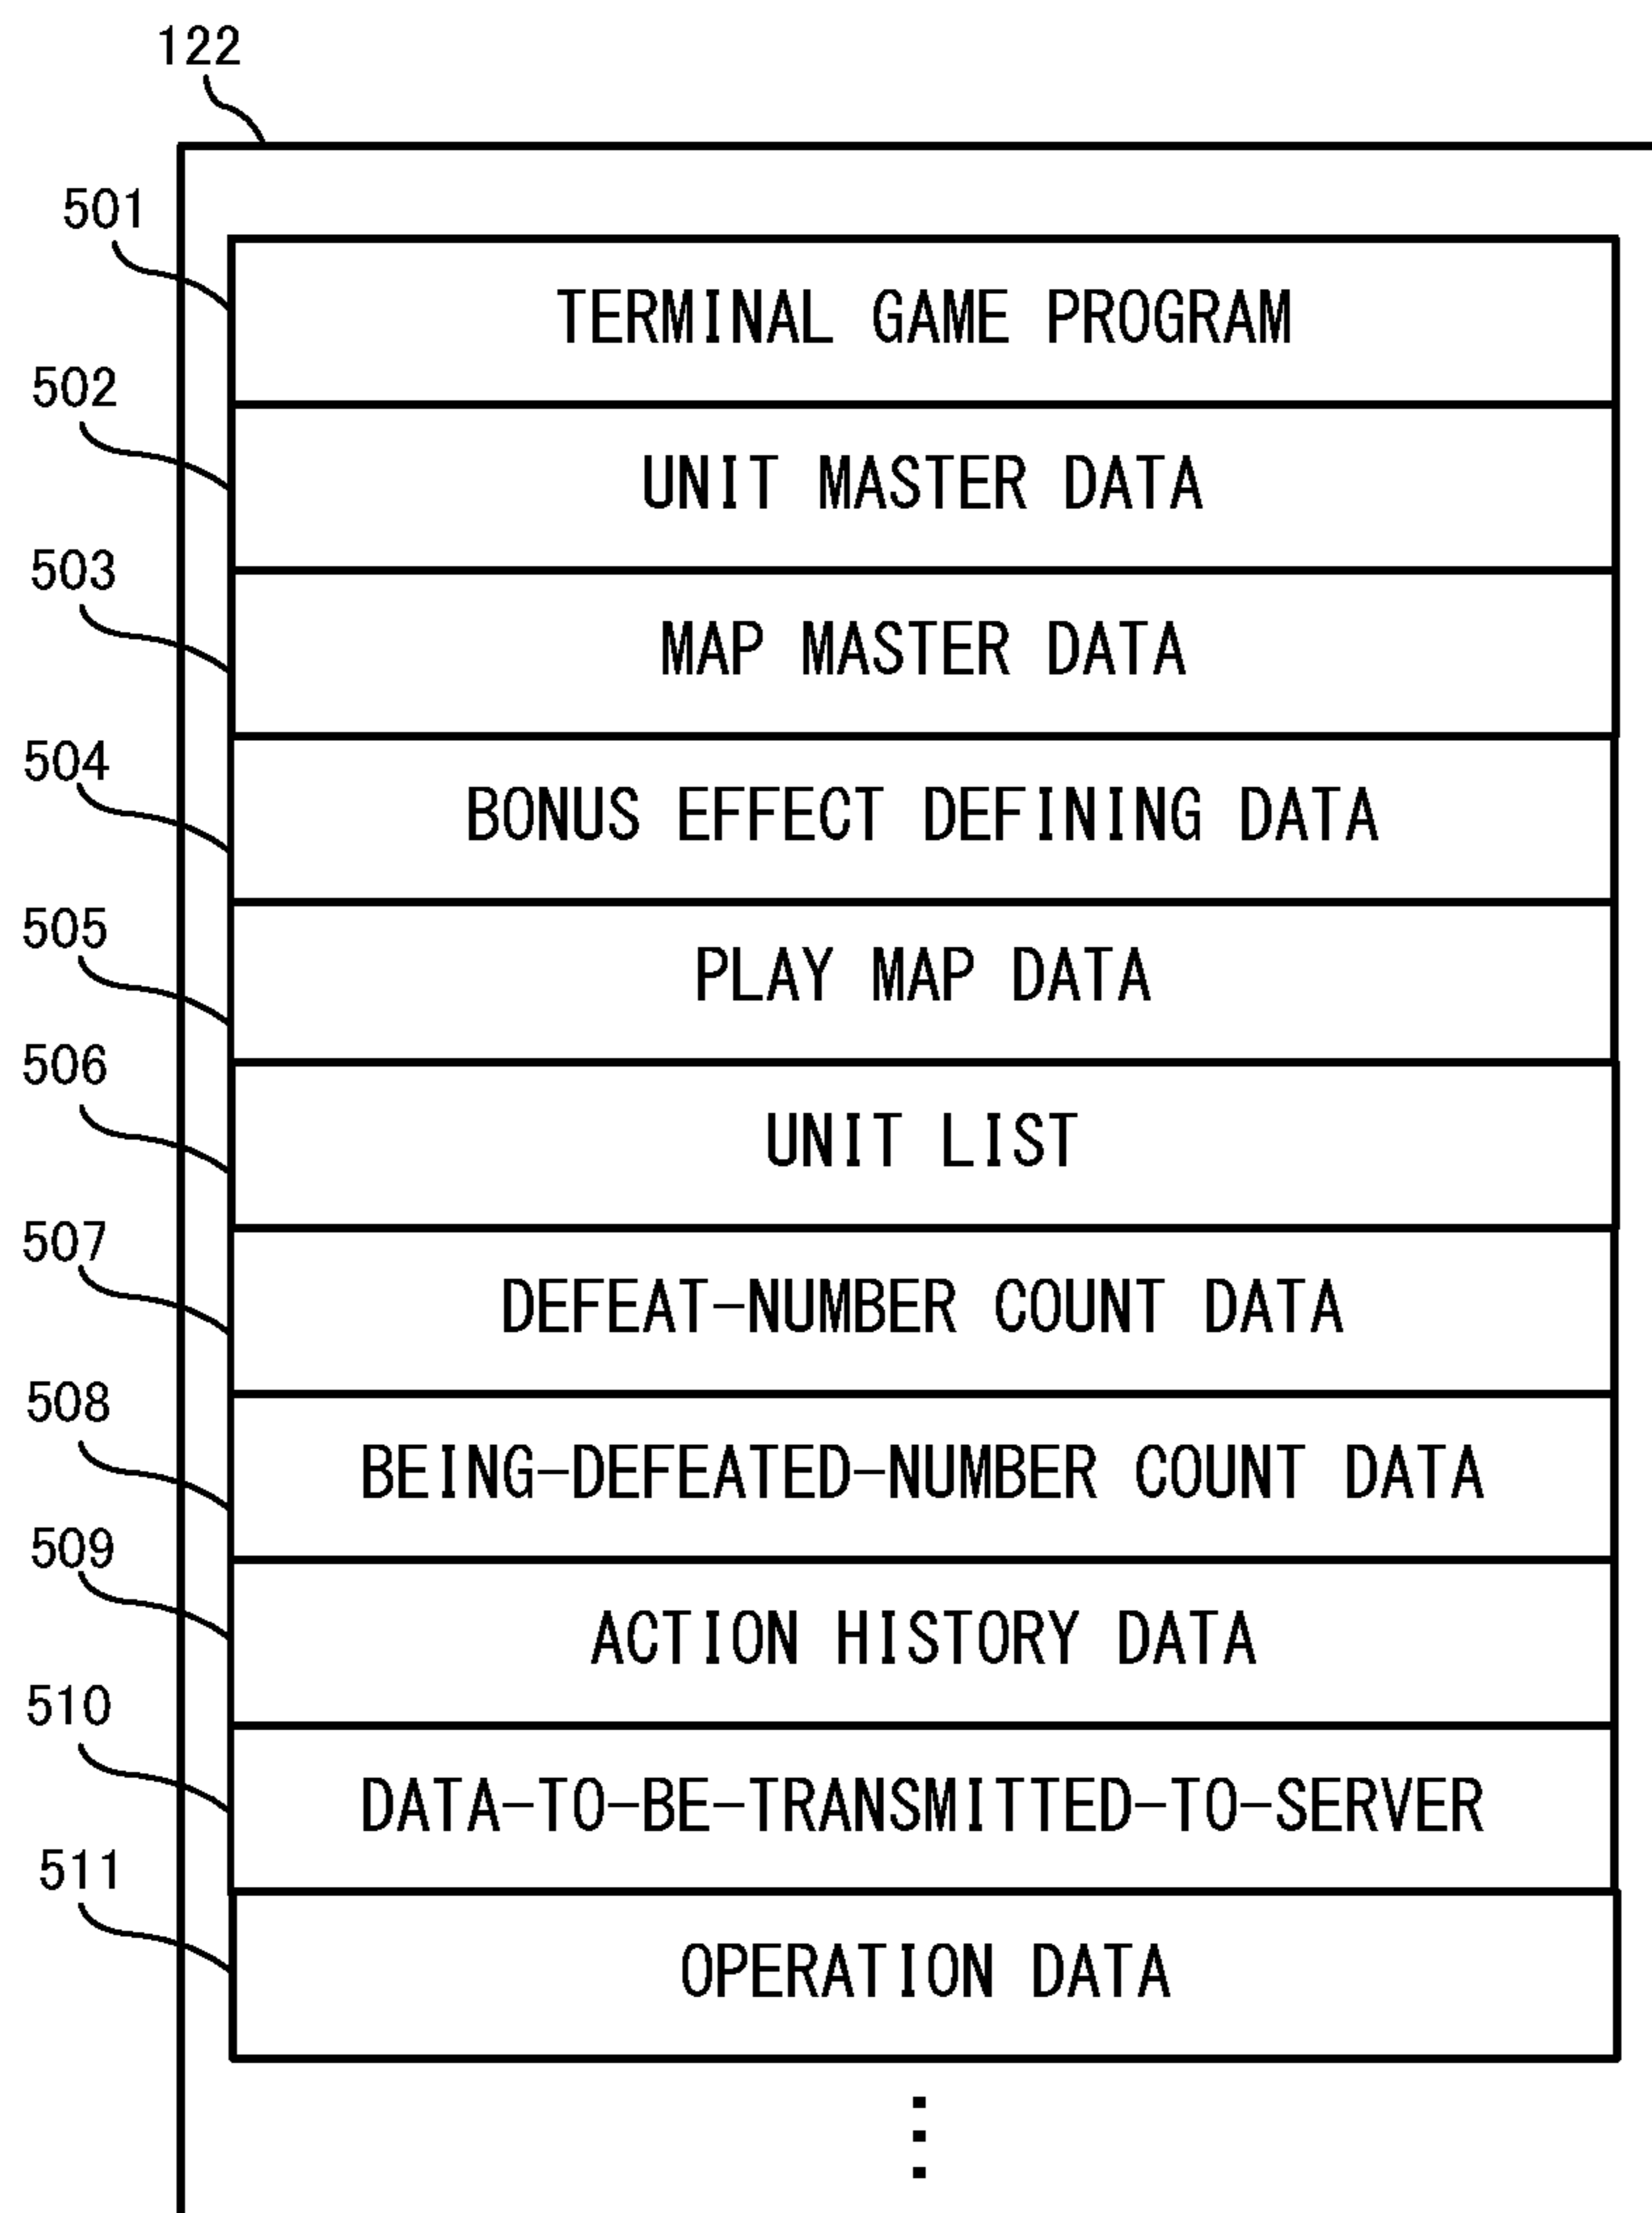 122
501
TERMINAL GAME PROGRAM
502
UNIT MASTER DATA
503
MAP MASTER DATA
504
BONUS EFFECT DEFINING DATA
505
PLAY MAP DATA
506
UNIT LIST
507
DEFEAT-NUMBER COUNT DATA
508
BEING-DEFEATED-NUMBER COUNT DATA
509
ACTION HISTORY DATA
510
DATA-TO-BE-TRANSMITTED-TO-SERVER
511
OPERATION DATA